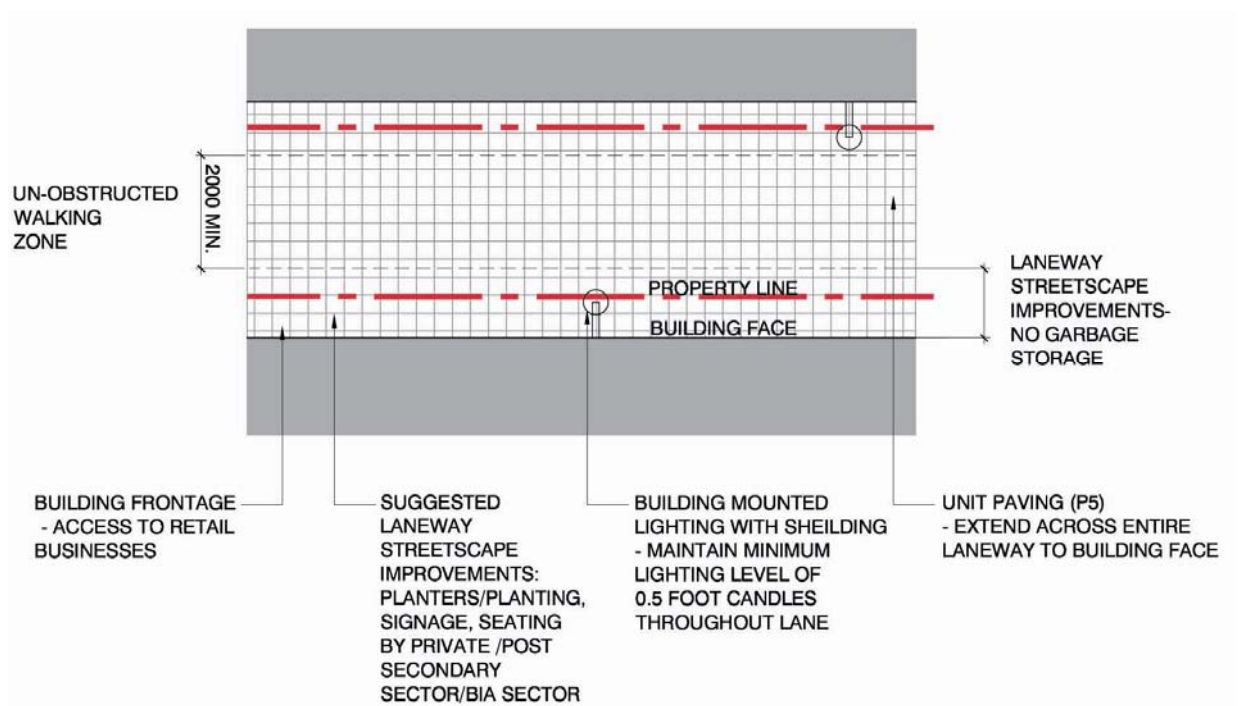 UN-OBSTRUCTED
WALKING
ZONE
2000 MIN.
PROPERTY LINE
BUILDING FACE
LANEWAY
STREETSCAPE
IMPROVEMENTS-
NO GARBAGE
STORAGE
BUILDING FRONTAGE
- ACCESS TO RETAIL
BUSINESSES
SUGGESTED
LANEWAY
STREETSCAPE
IMPROVEMENTS:
PLANTERS/PLANTING,
SIGNAGE, SEATING
BY PRIVATE /POST
SECONDARY
SECTOR/BIA SECTOR
BUILDING MOUNTED
LIGHTING WITH SHEILDING
- MAINTAIN MINIMUM
LIGHTING LEVEL OF
0.5 FOOT CANDLES
THROUGHOUT LANE
UNIT PAVING (P5)
- EXTEND ACROSS ENTIRE
LANEWAY TO BUILDING FACE